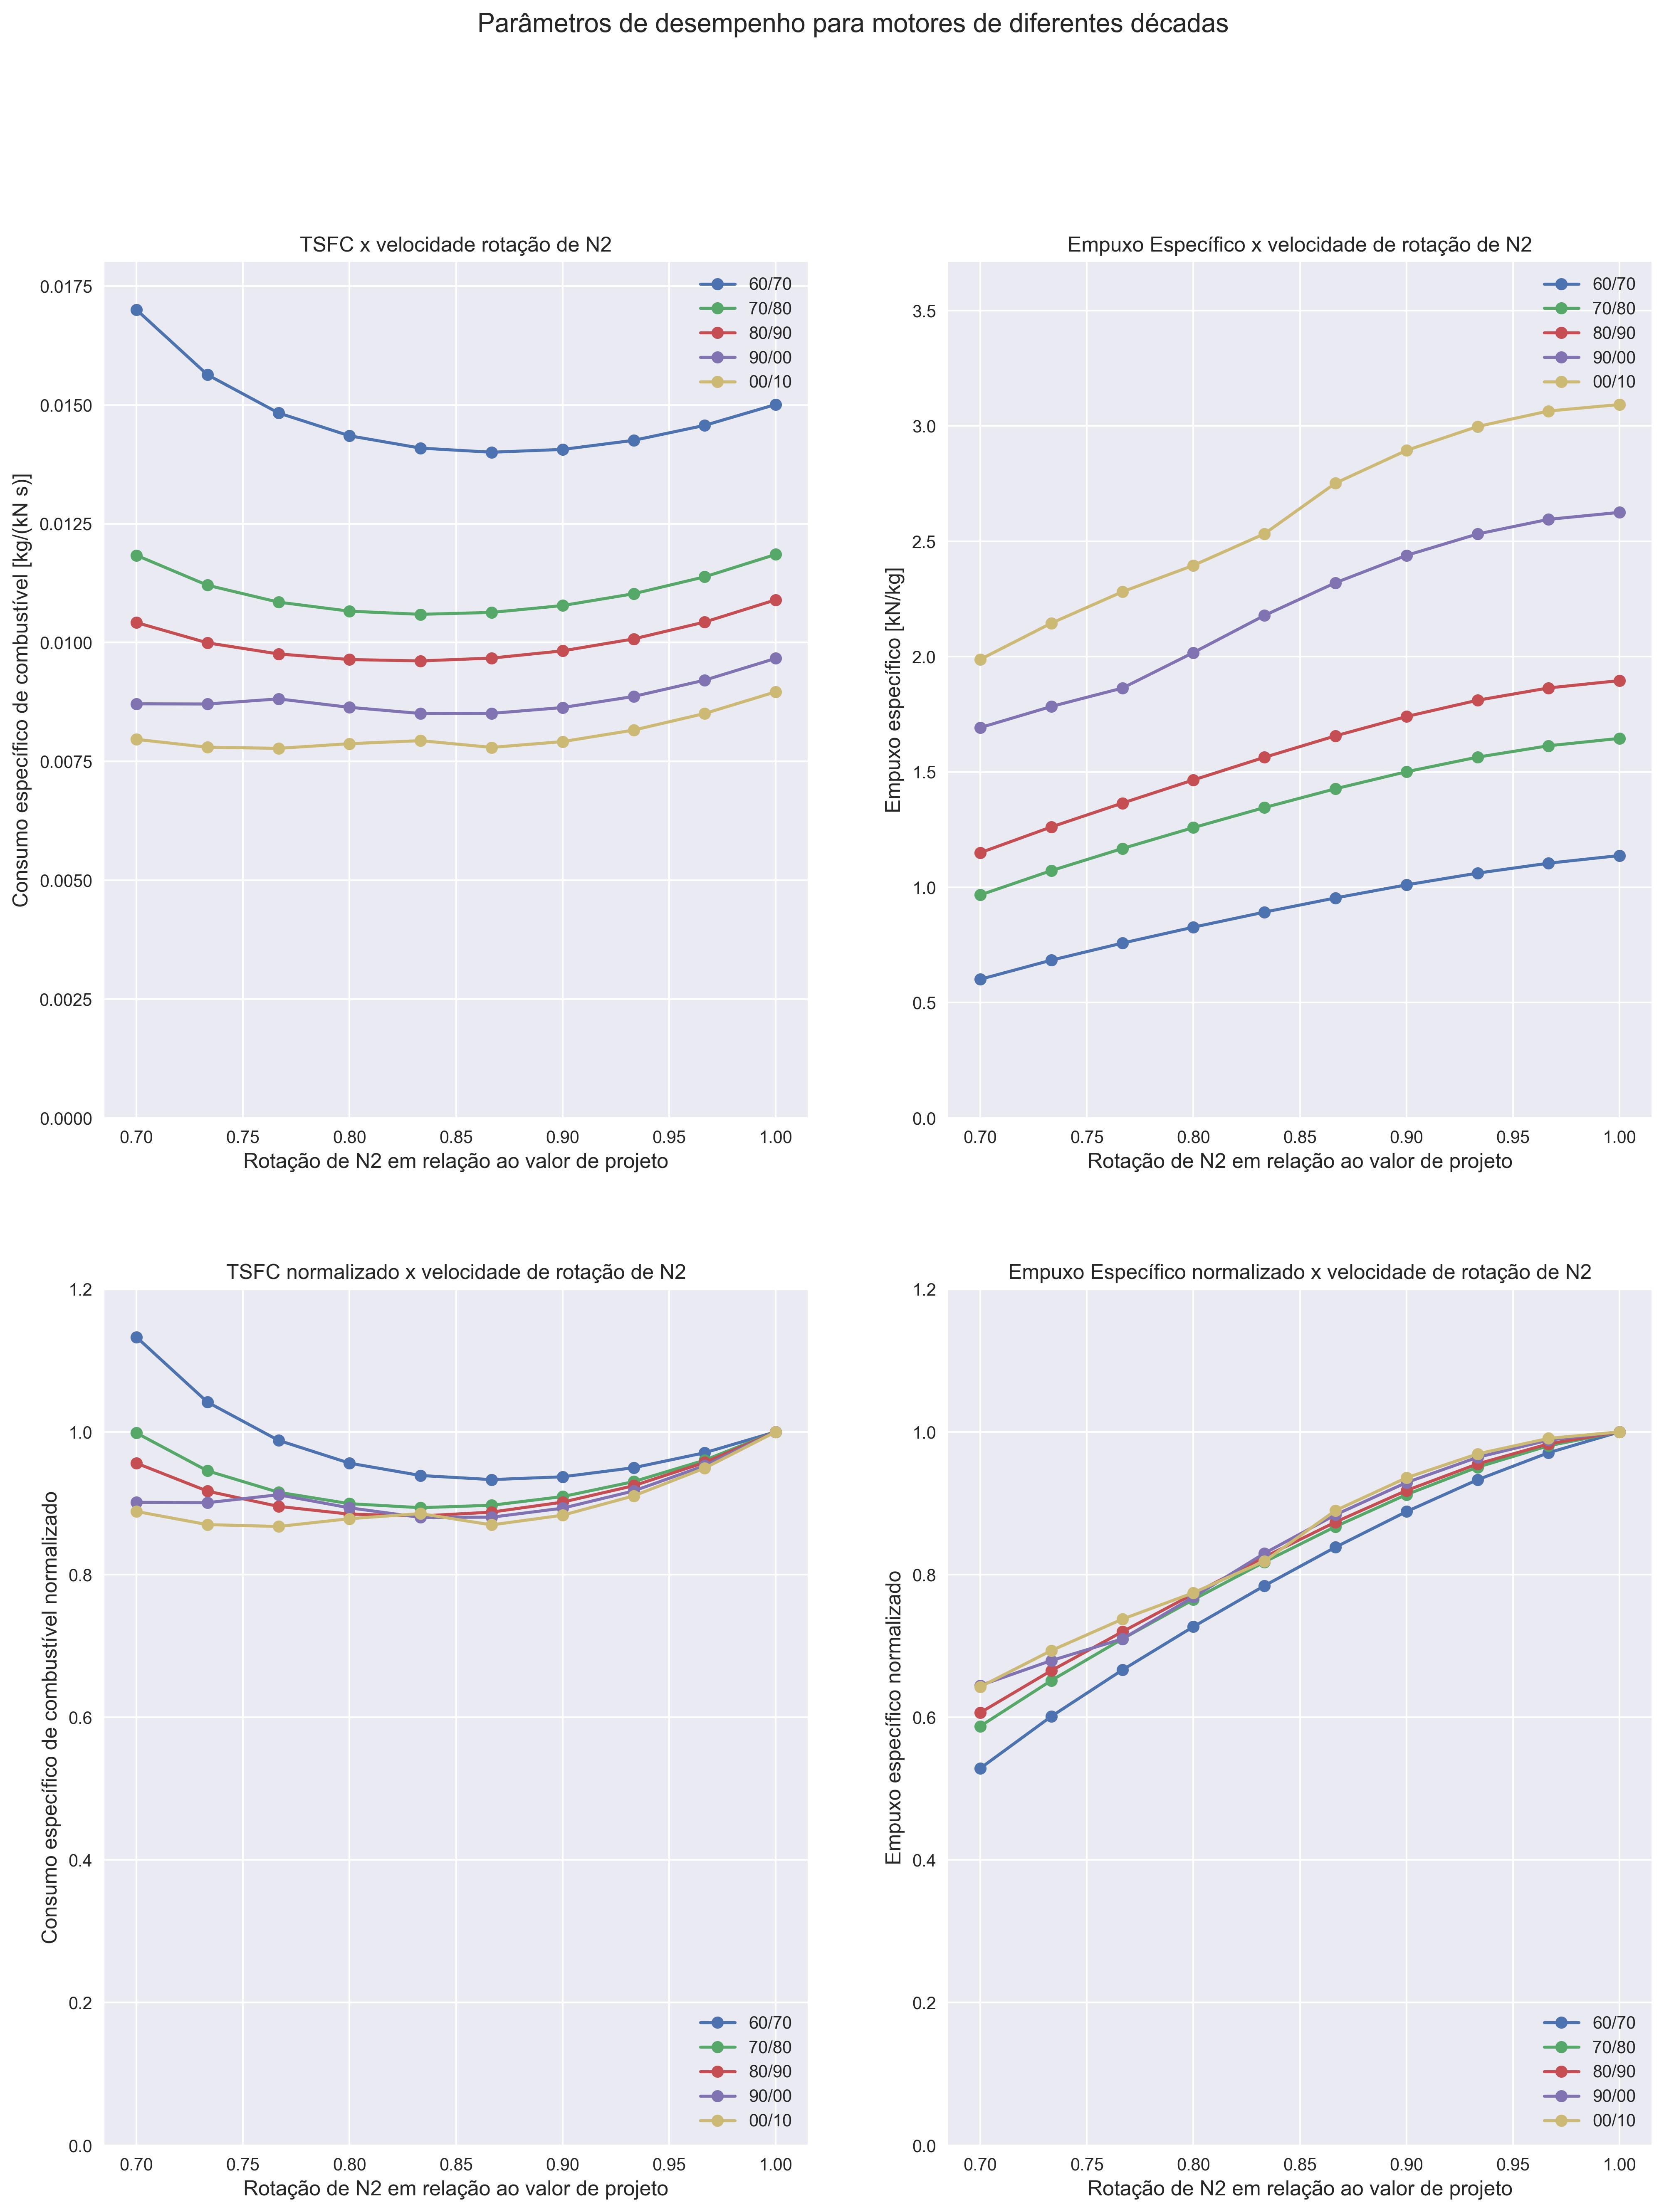 Parâmetros de desempenho para motores de diferentes décadas
TSFC x velocidade rotação de N2
Consumo específico de combustível [kg/(kN s)]
0.0175
0.0150
0.0125
0.0100
0.0075
0.0050
0.0025
0.0000
60/70
70/80
80/90
90/00
00/10
0.70 0.75 0.80 0.85 0.90 0.95 1.00
Rotação de N2 em relação ao valor de projeto
Empuxo Específico x velocidade de rotação de N2
Empuxo específico [kN/kg]
3.5
3.0
2.5
2.0
1.5
1.0
0.5
0.0
60/70
70/80
80/90
90/00
00/10
0.70 0.75 0.80 0.85 0.90 0.95 1.00
Rotação de N2 em relação ao valor de projeto
TSFC normalizado x velocidade de rotação de N2
Consumo específico de combustível normalizado
1.2
1.0
0.8
0.6
0.4
0.2
0.0
60/70
70/80
80/90
90/00
00/10
0.70 0.75 0.80 0.85 0.90 0.95 1.00
Rotação de N2 em relação ao valor de projeto
Empuxo Específico normalizado x velocidade de rotação de N2
Empuxo específico normalizado
1.2
1.0
0.8
0.6
0.4
0.2
0.0
60/70
70/80
80/90
90/00
00/10
0.70 0.75 0.80 0.85 0.90 0.95 1.00
Rotação de N2 em relação ao valor de projeto